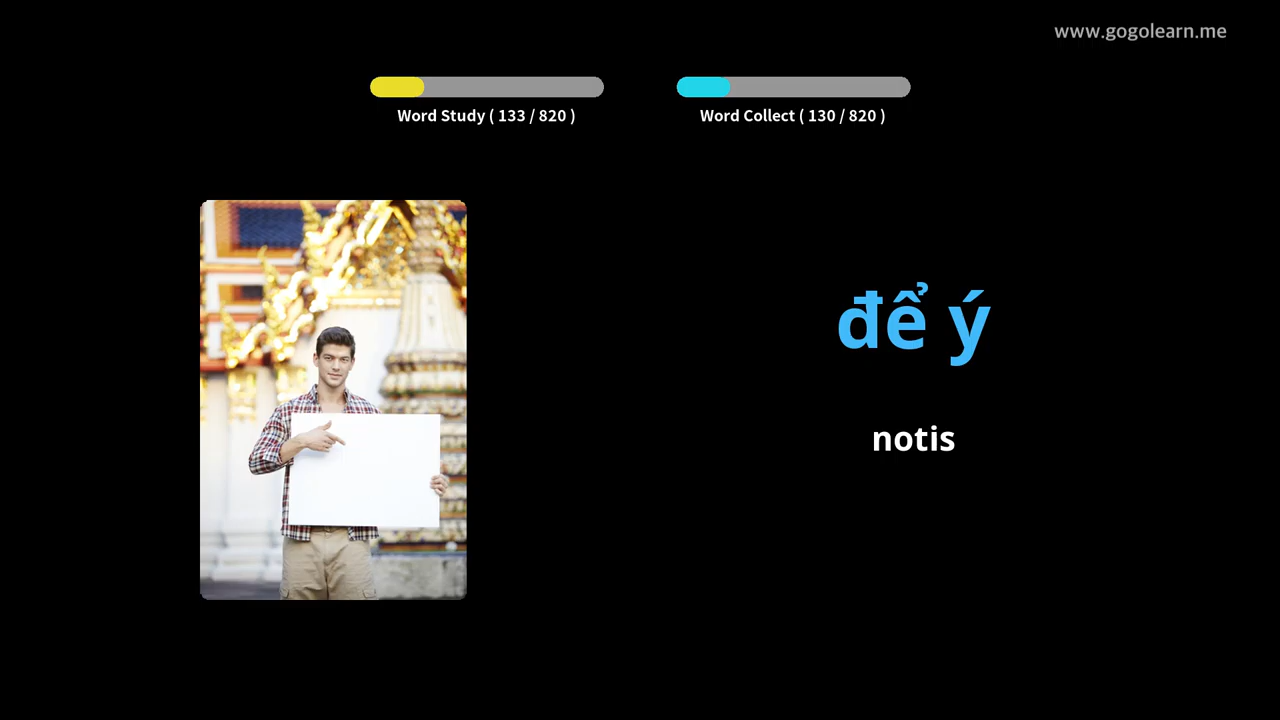 www.gogolearn.me
Word Study ( 133 / 820 )
Word Collect ( 130 / 820 )
để ý
notis